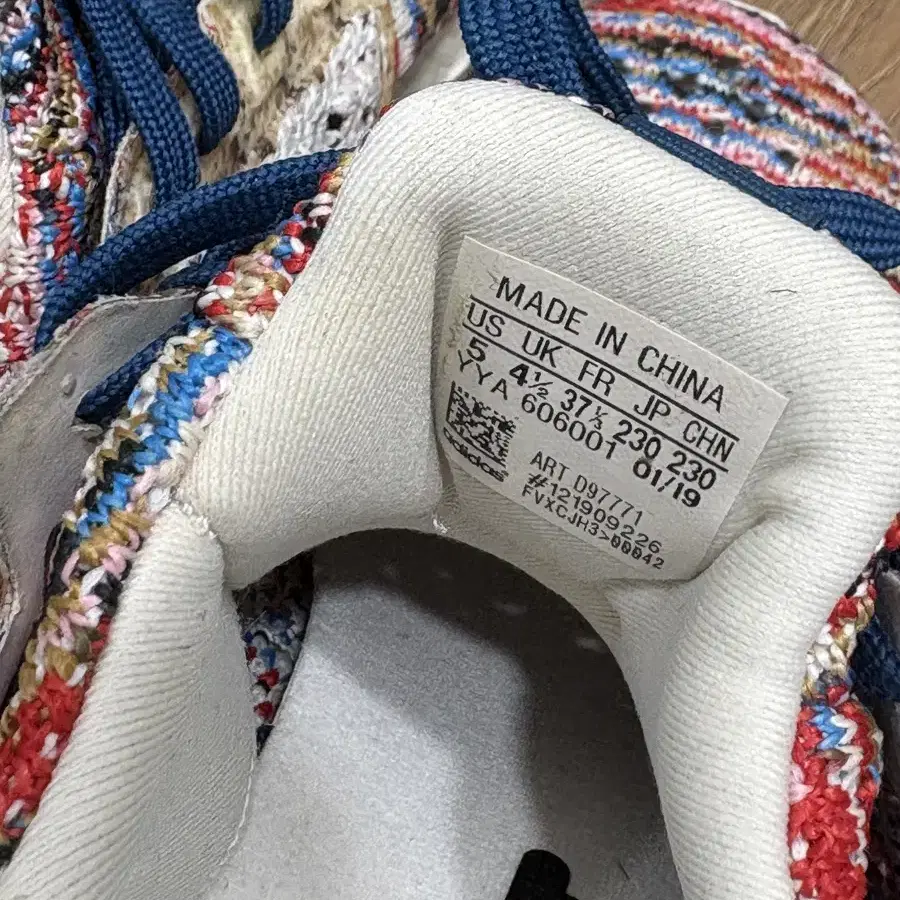 MADE IN CHINA
US UK FR JP CHN
5 4½ 37⅓ 230 230
YYA 606001 01/19
adidas
ART D97771
#121909226
FVXCJH3>00042